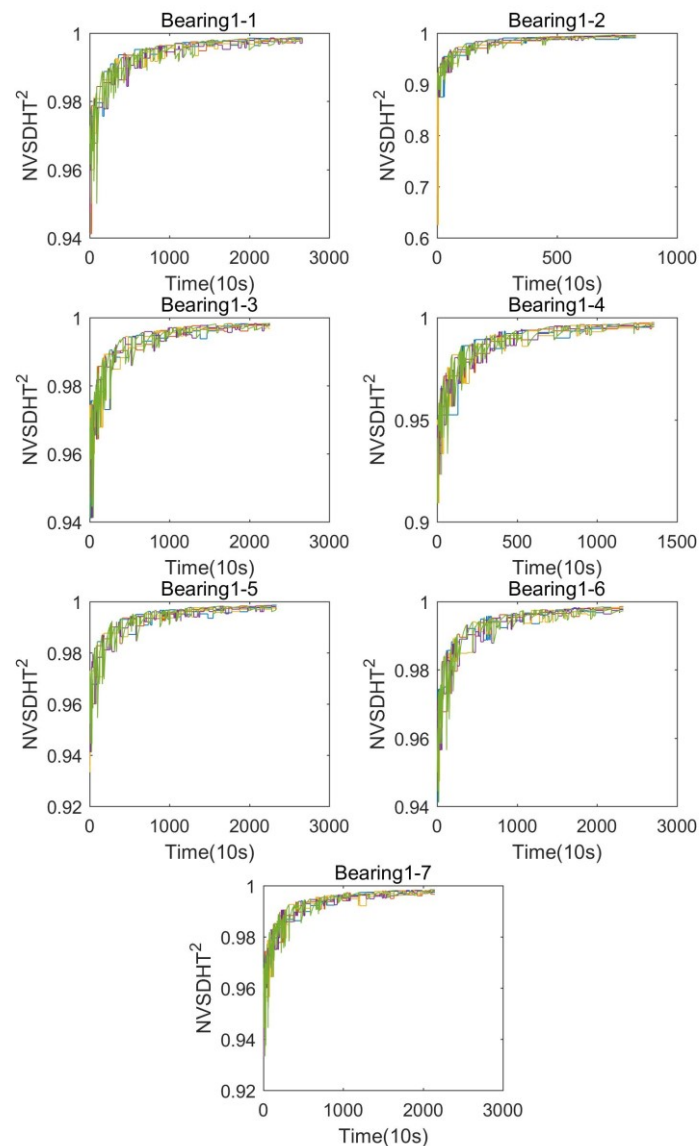 Bearing1-1
1
0.98
0.96
0.94
NVSDHT²
0 1000 2000 3000
Time(10s)
Bearing1-2
1
0.9
0.8
0.7
0.6
NVSDHT²
0 500 1000
Time(10s)
Bearing1-3
1
0.98
0.96
0.94
NVSDHT²
0 1000 2000 3000
Time(10s)
Bearing1-4
1
0.95
0.9
NVSDHT²
0 500 1000 1500
Time(10s)
Bearing1-5
1
0.98
0.96
0.94
0.92
NVSDHT²
0 1000 2000 3000
Time(10s)
Bearing1-6
1
0.98
0.96
0.94
NVSDHT²
0 1000 2000 3000
Time(10s)
Bearing1-7
1
0.98
0.96
0.94
0.92
NVSDHT²
0 1000 2000 3000
Time(10s)